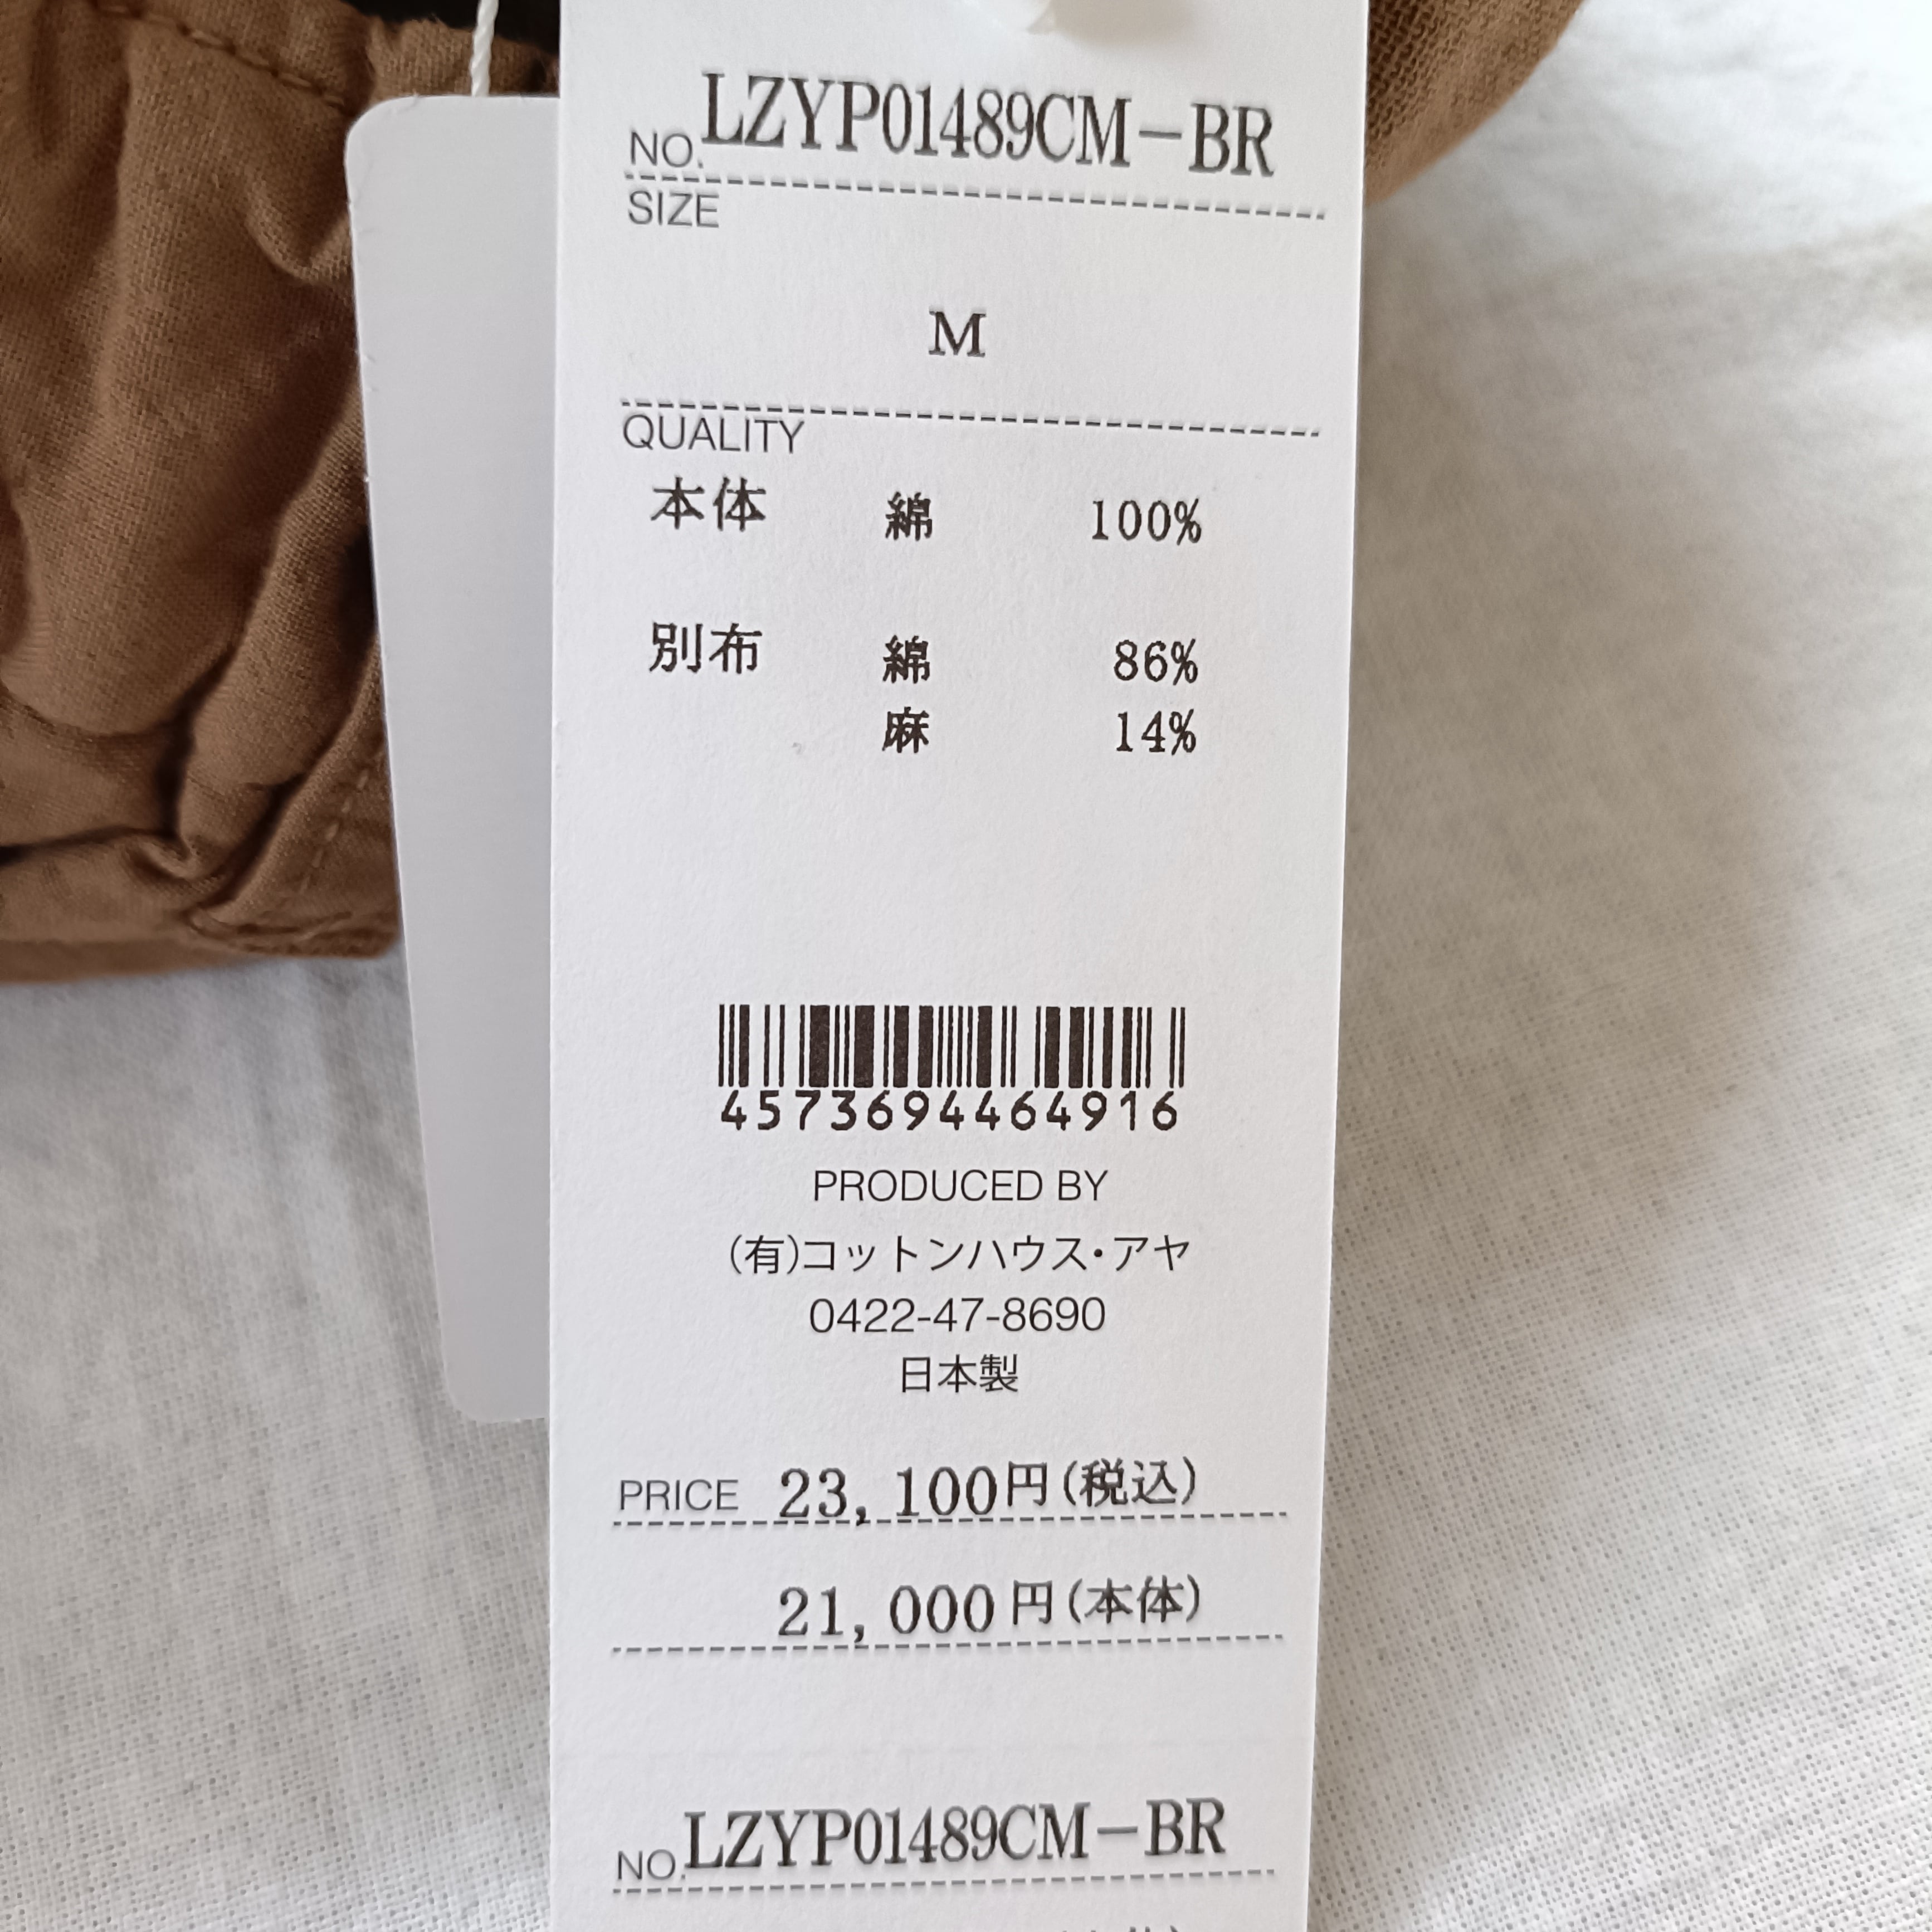 NO. LZYP01489CM-BR
SIZE
M
QUALITY
本体 綿 100%
別布 綿 86%
麻 14%
4573694464916
PRODUCED BY
(有)コットンハウス・アヤ
0422-47-8690
日本製
PRICE 23,100円(税込)
21,000円(本体)
NO. LZYP01489CM-BR